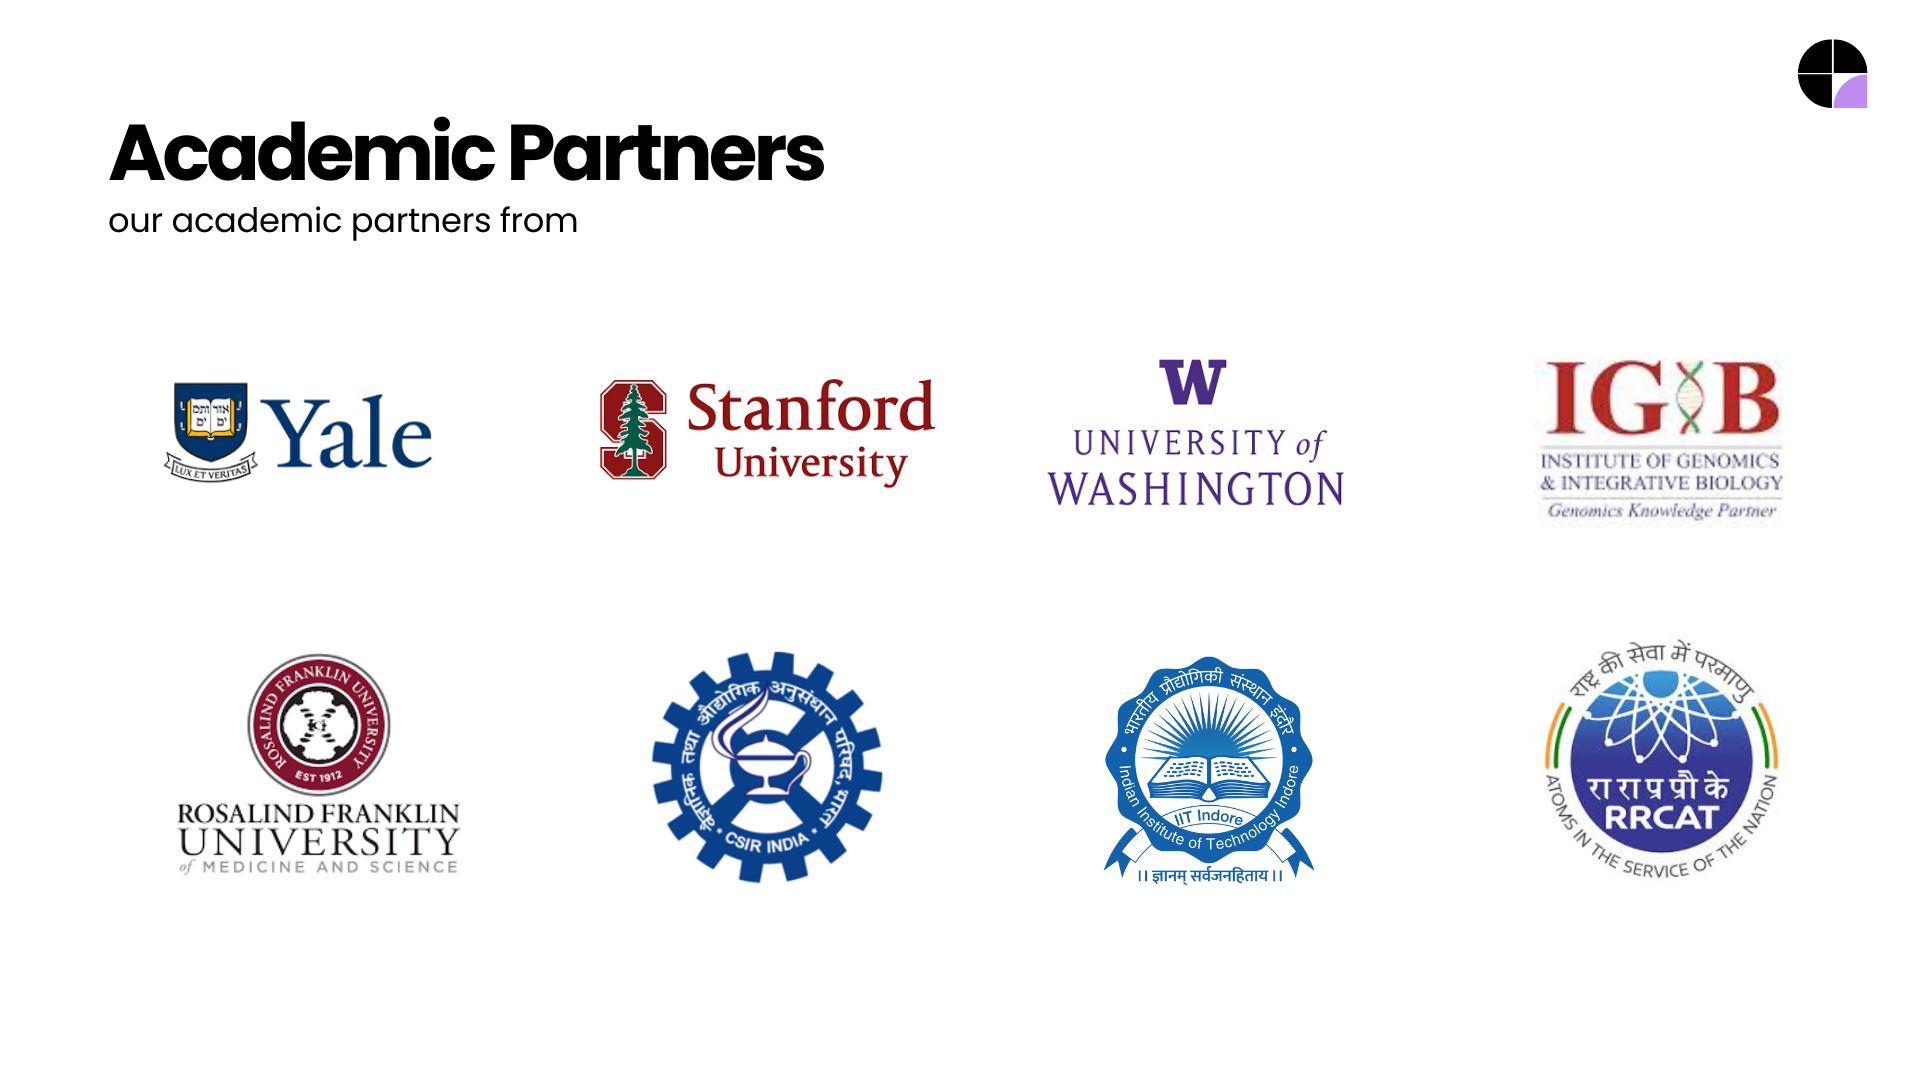 Academic Partners
our academic partners from
LUX ET VERITAS
Yale
Stanford
University
W
UNIVERSITY of
WASHINGTON
IGIB
INSTITUTE OF GENOMICS
& INTEGRATIVE BIOLOGY
Genomics Knowledge Partner
ROSALIND FRANKLIN UNIVERSITY
EST 1912
ROSALIND FRANKLIN
UNIVERSITY
of MEDICINE AND SCIENCE
वैज्ञानिक तथा औद्योगिक अनुसंधान परिषद, भारत
CSIR INDIA
भारतीय प्रौद्योगिकी संस्थान इंदौर
IIT Indore
Indian Institute of Technology Indore
।। ज्ञानम् सर्वजनहिताय ।।
राष्ट्र की सेवा में परमाणु
रा रा प्र प्रौ के
RRCAT
ATOMS IN THE SERVICE OF THE NATION